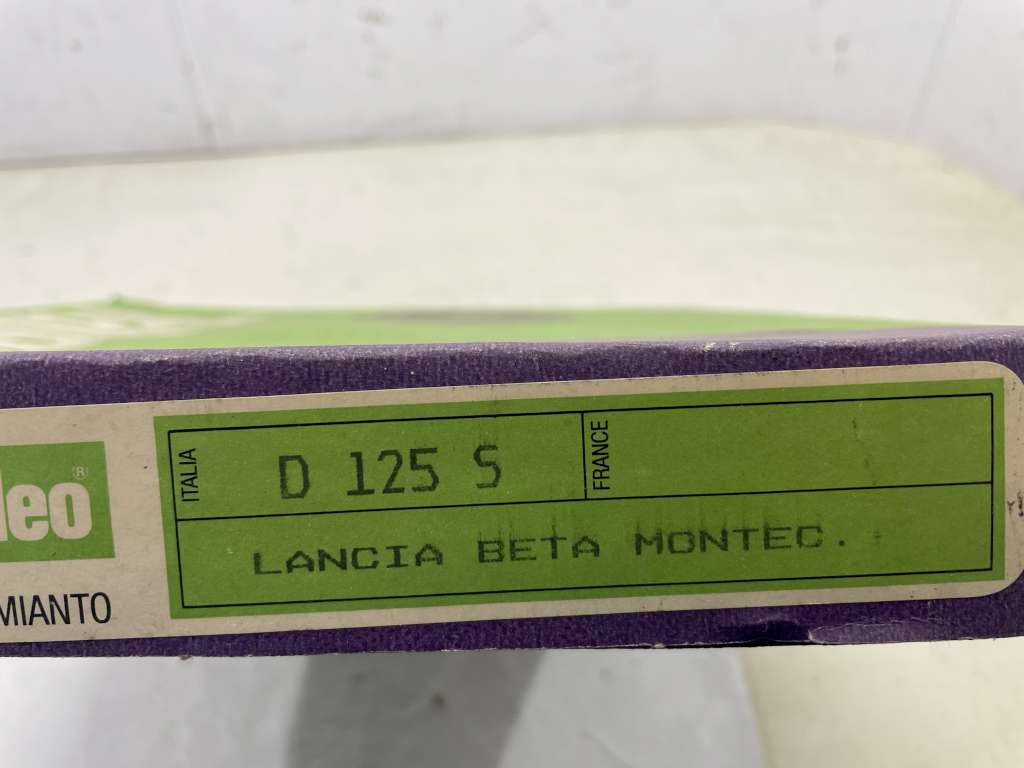 ITALIA
D 125 S
FRANCE
leo®
LANCIA BETA MONTEC.
MIANTO